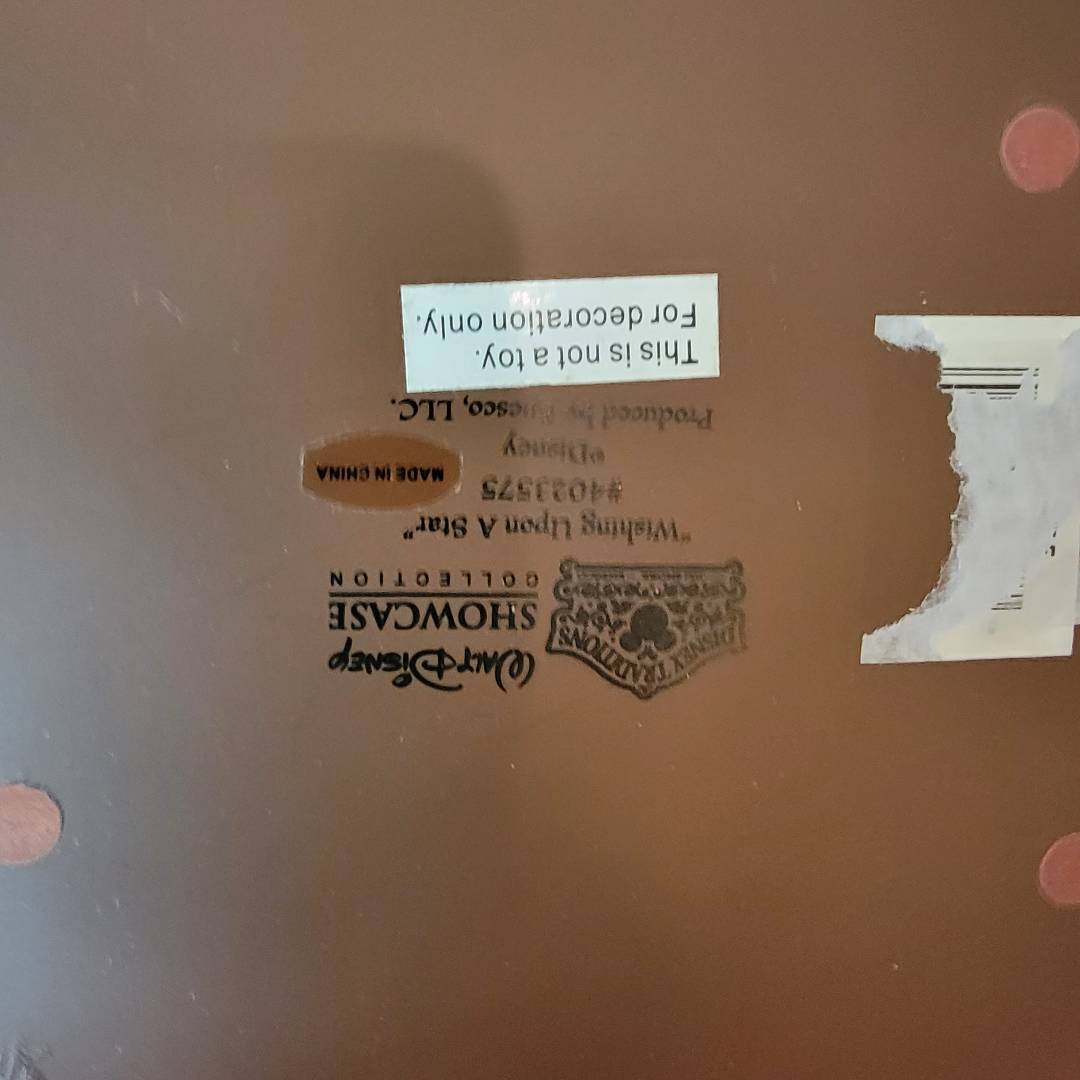 DISNEY TRADITIONS
WALT DISNEY
SHOWCASE
COLLECTION
"Wishing Upon A Star"
#4023575
©Disney
MADE IN CHINA
Produced by Enesco, LLC.
This is not a toy.
For decoration only.